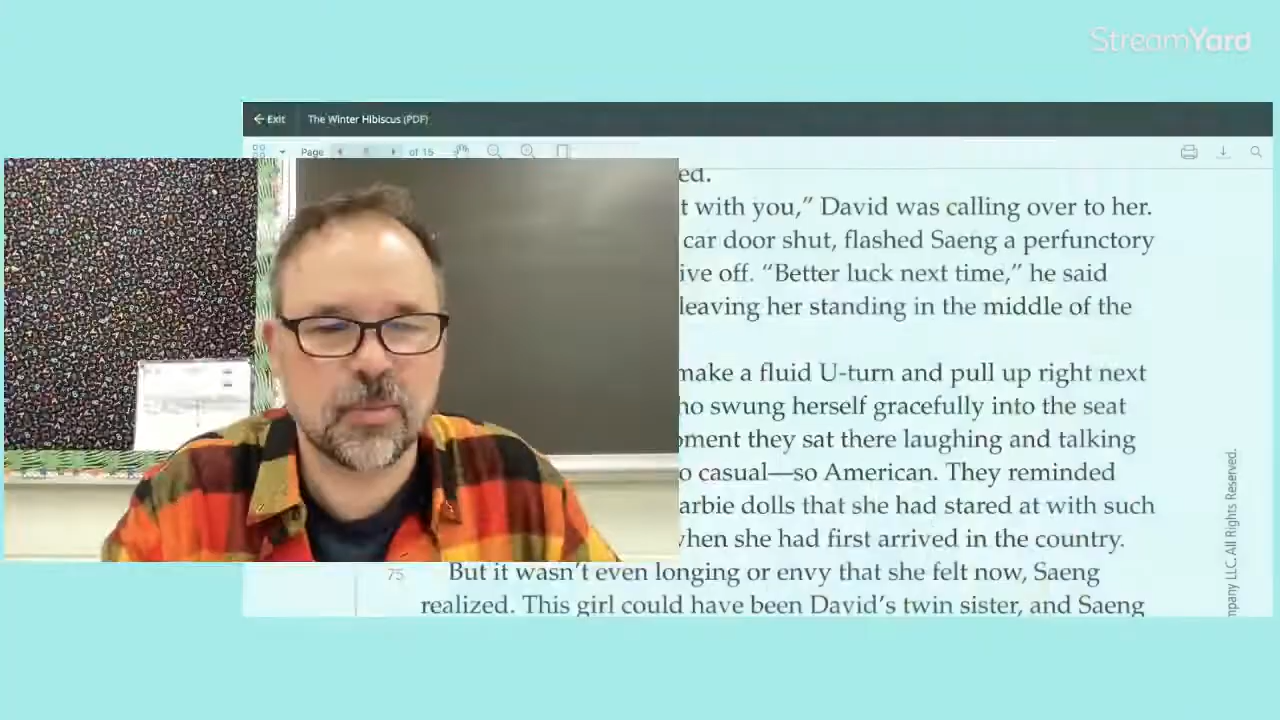 StreamYard
Exit The Winter Hibiscus (PDF)
Page of 15
ed.
t with you,” David was calling over to her.
car door shut, flashed Saeng a perfunctory
ive off. “Better luck next time,” he said
leaving her standing in the middle of the
make a fluid U-turn and pull up right next
ho swung herself gracefully into the seat
oment they sat there laughing and talking
o casual—so American. They reminded
arbie dolls that she had stared at with such
when she had first arrived in the country.
75 But it wasn’t even longing or envy that she felt now, Saeng
realized. This girl could have been David’s twin sister, and Saeng
mpany LLC. All Rights Reserved.